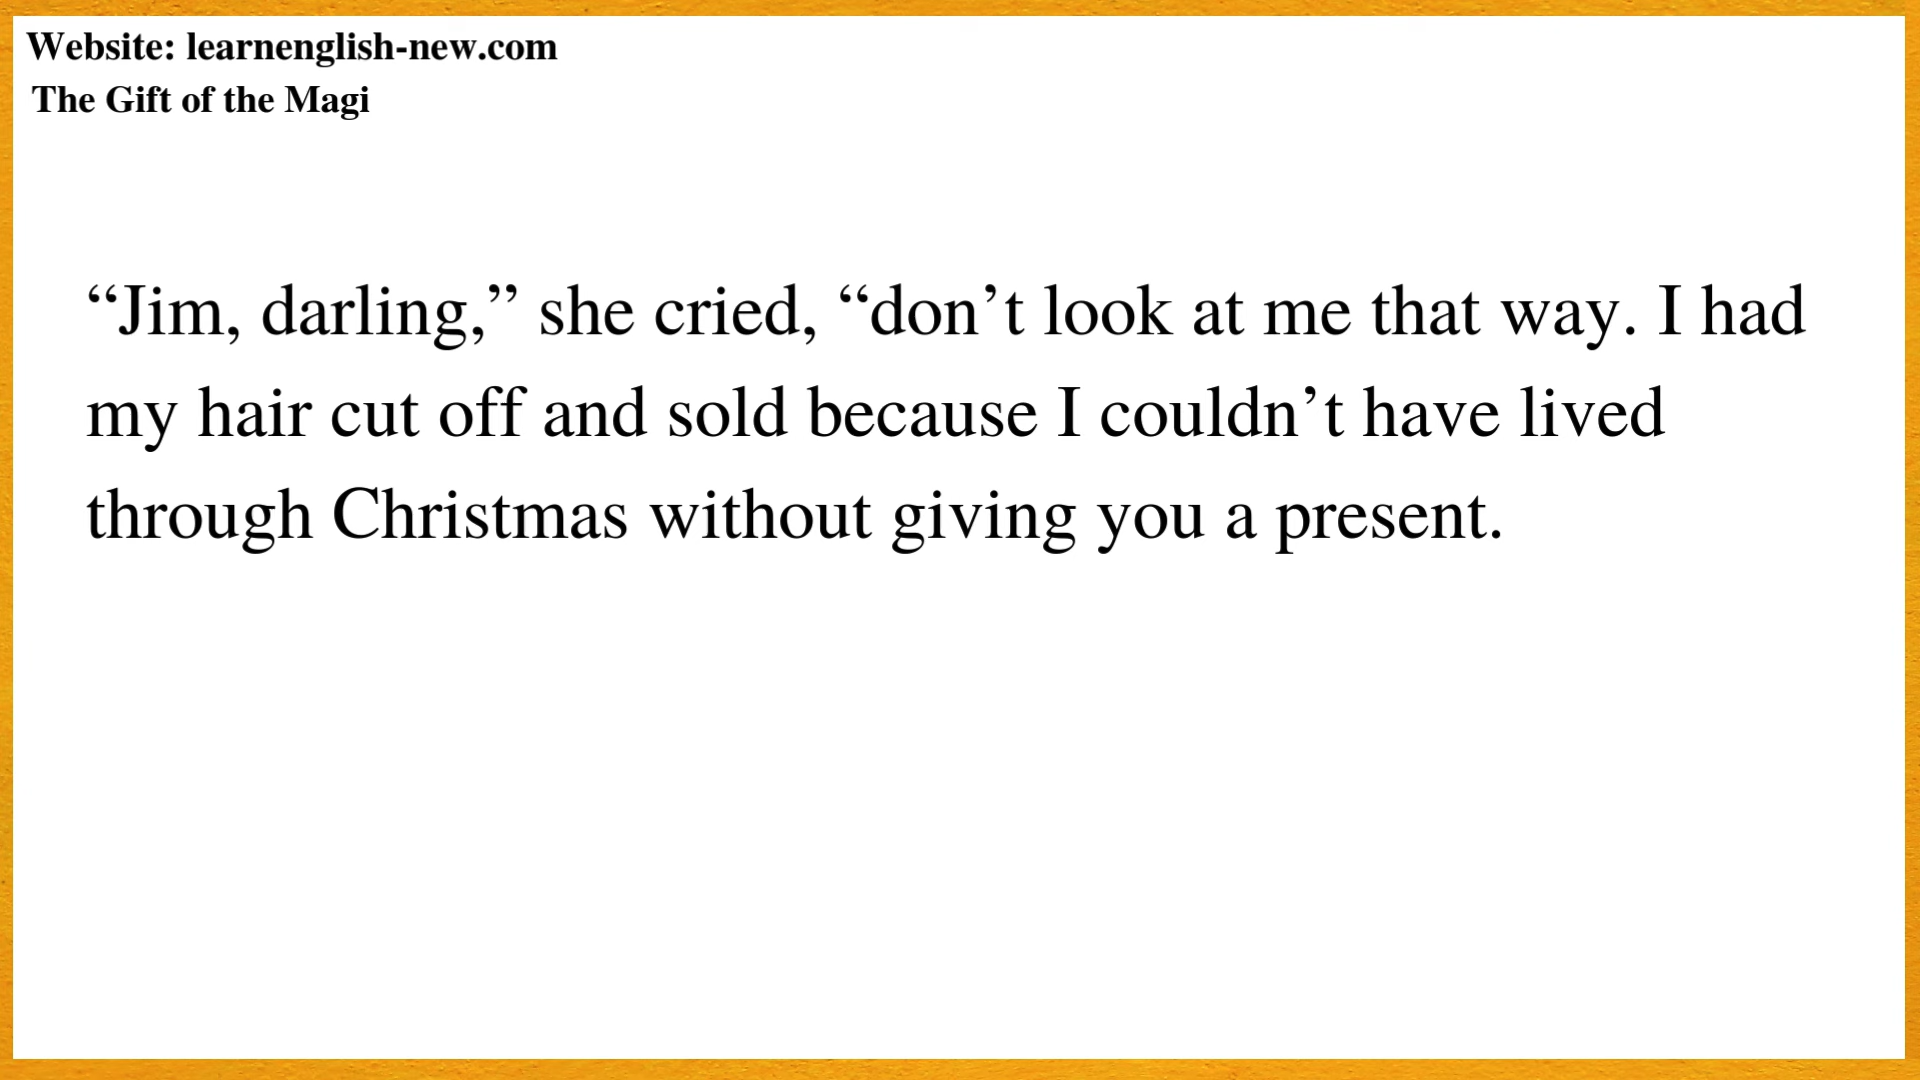 Website: learnenglish-new.com
The Gift of the Magi
“Jim, darling,” she cried, “don’t look at me that way. I had
my hair cut off and sold because I couldn’t have lived
through Christmas without giving you a present.